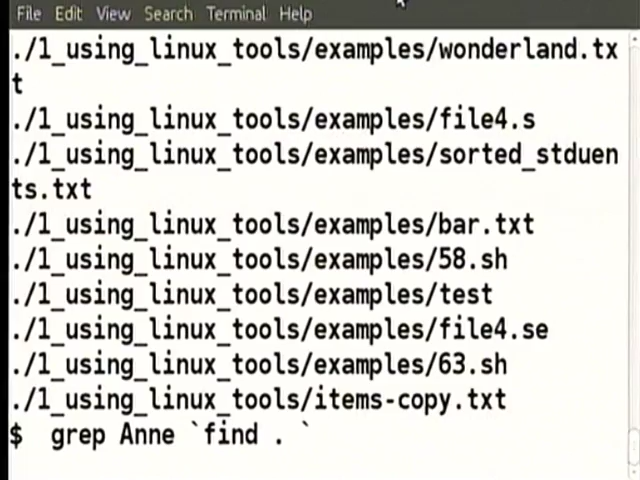 File Edit View Search Terminal Help
./1_using_linux_tools/examples/wonderland.tx
t
./1_using_linux_tools/examples/file4.s
./1_using_linux_tools/examples/sorted_stduen
ts.txt
./1_using_linux_tools/examples/bar.txt
./1_using_linux_tools/examples/58.sh
./1_using_linux_tools/examples/test
./1_using_linux_tools/examples/file4.se
./1_using_linux_tools/examples/63.sh
./1_using_linux_tools/items-copy.txt
$  grep Anne `find . `